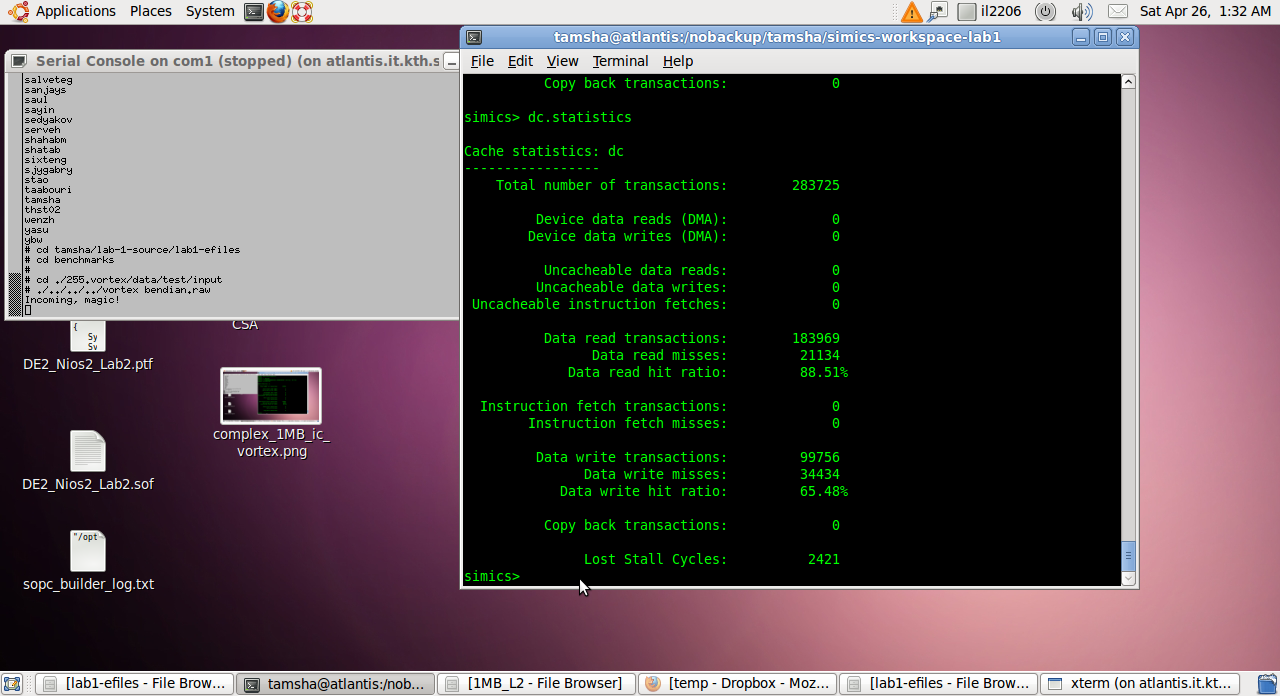 Applications Places System il2206 Sat Apr 26, 1:32 AM
Serial Console on com1 (stopped) (on atlantis.it.kth.s
salveteg
sanjays
saul
sayin
sedyakov
serveh
shahabm
shatab
sixteng
sjygabry
stao
taabouri
tamsha
thst02
wenzh
yasu
ybw
# cd tamsha/lab-1-source/lab1-efiles
# cd benchmarks
#
# cd ./255.vortex/data/test/input
# ./../../../vortex bendian.raw
Incoming, magic!
tamsha@atlantis:/nobackup/tamsha/simics-workspace-lab1
File Edit View Terminal Help
Copy back transactions: 0
simics> dc.statistics
Cache statistics: dc
-----------------
Total number of transactions: 283725
Device data reads (DMA): 0
Device data writes (DMA): 0
Uncacheable data reads: 0
Uncacheable data writes: 0
Uncacheable instruction fetches: 0
Data read transactions: 183969
Data read misses: 21134
Data read hit ratio: 88.51%
Instruction fetch transactions: 0
Instruction fetch misses: 0
Data write transactions: 99756
Data write misses: 34434
Data write hit ratio: 65.48%
Copy back transactions: 0
Lost Stall Cycles: 2421
simics>
CSA
{
Sy
Sv
DE2_Nios2_Lab2.ptf
complex_1MB_ic_
vortex.png
DE2_Nios2_Lab2.sof
"/opt
sopc_builder_log.txt
[lab1-efiles - File Brow... tamsha@atlantis:/nob... [1MB_L2 - File Browser] [temp - Dropbox - Moz... [lab1-efiles - File Brow... xterm (on atlantis.it.kt...